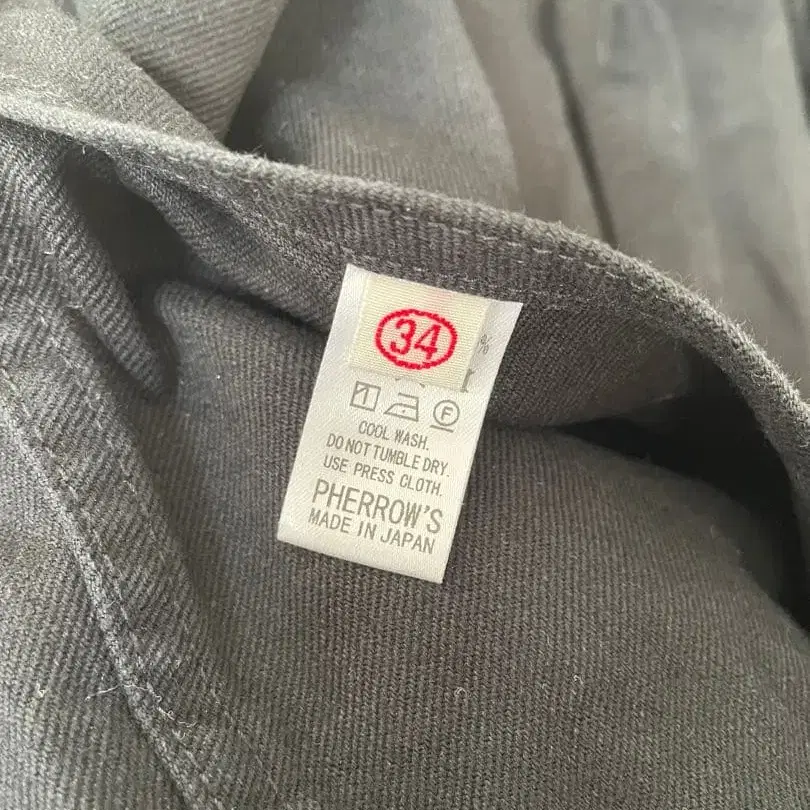 34
%
F
COOL WASH.
DO NOT TUMBLE DRY.
USE PRESS CLOTH.
PHERROW'S
MADE IN JAPAN